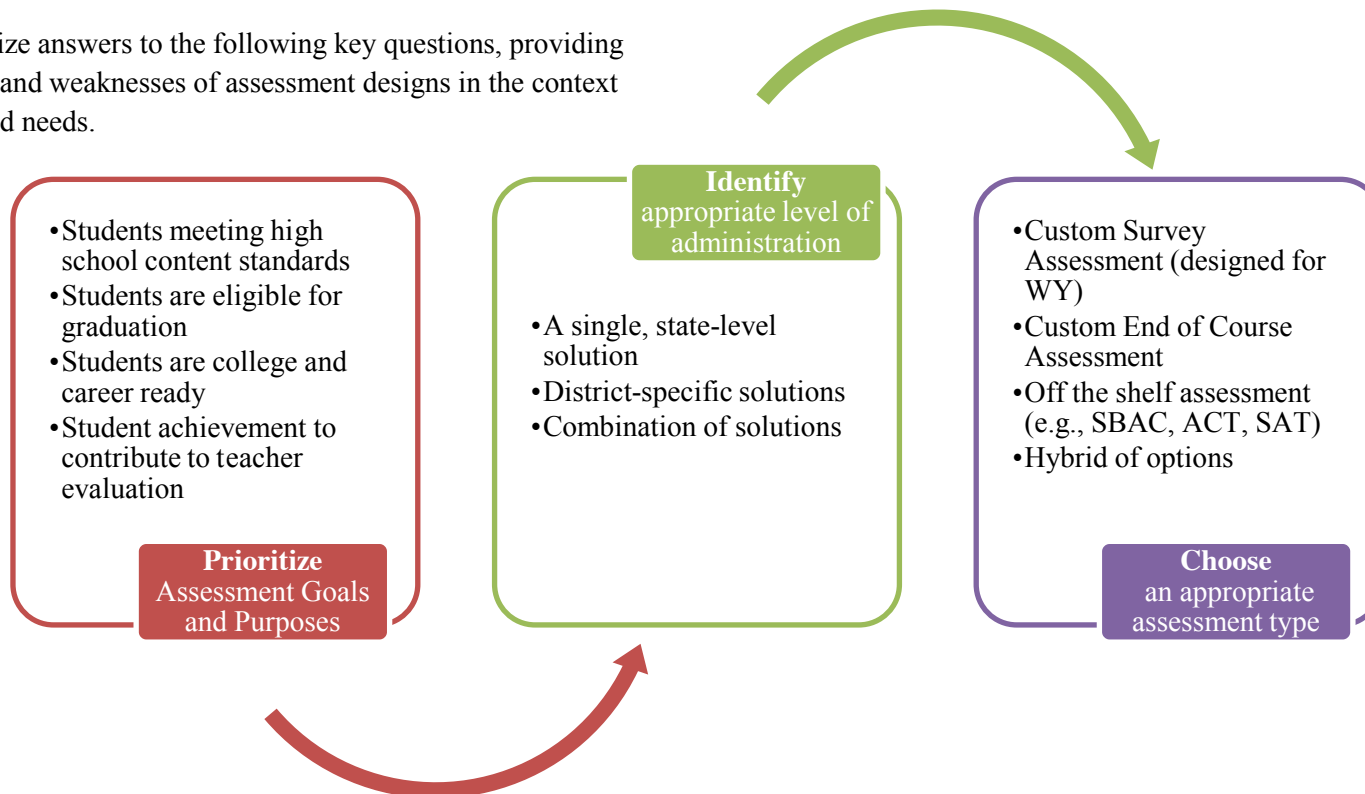 ize answers to the following key questions, providing
and weaknesses of assessment designs in the context
d needs.
•Students meeting high
school content standards
•Students are eligible for
graduation
•Students are college and
career ready
•Student achievement to
contribute to teacher
evaluation
Prioritize
Assessment Goals
and Purposes
Identify
appropriate level of
administration
•A single, state-level
solution
•District-specific solutions
•Combination of solutions
•Custom Survey
Assessment (designed for
WY)
•Custom End of Course
Assessment
•Off the shelf assessment
(e.g., SBAC, ACT, SAT)
•Hybrid of options
Choose
an appropriate
assessment type